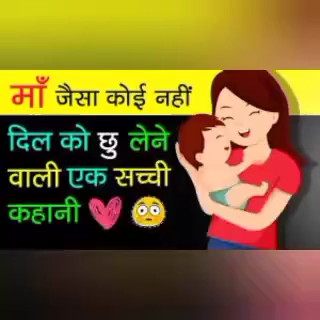 माँ जैसा कोई नहीं
दिल को छु लेने
वाली एक सच्ची
कहानी